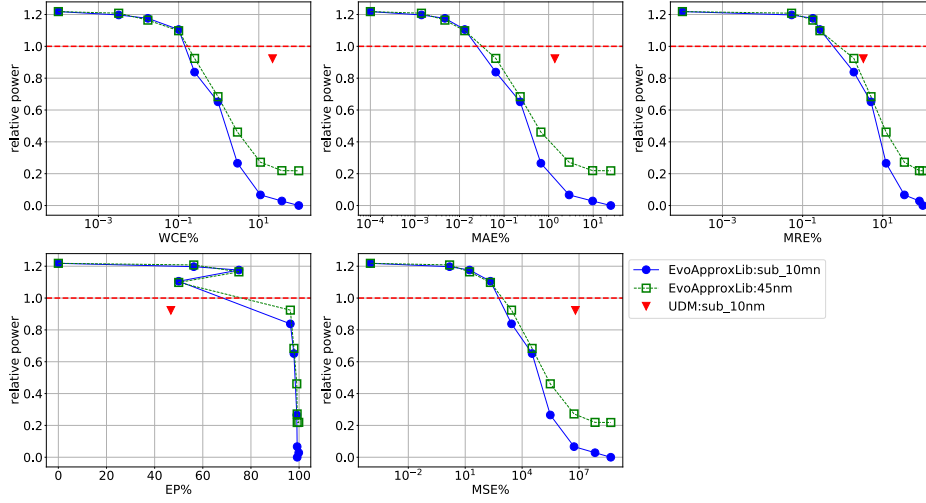 relative power
1.2
1.0
0.8
0.6
0.4
0.2
0.0
10^{-3} 10^{-1} 10^{1}
WCE%
relative power
1.2
1.0
0.8
0.6
0.4
0.2
0.0
10^{-4} 10^{-3} 10^{-2} 10^{-1} 10^{0} 10^{1}
MAE%
relative power
1.2
1.0
0.8
0.6
0.4
0.2
0.0
10^{-3} 10^{-1} 10^{1}
MRE%
relative power
1.2
1.0
0.8
0.6
0.4
0.2
0.0
0 20 40 60 80 100
EP%
relative power
1.2
1.0
0.8
0.6
0.4
0.2
0.0
10^{-2} 10^{1} 10^{4} 10^{7}
MSE%
EvoApproxLib:sub_10mn
EvoApproxLib:45nm
UDM:sub_10nm